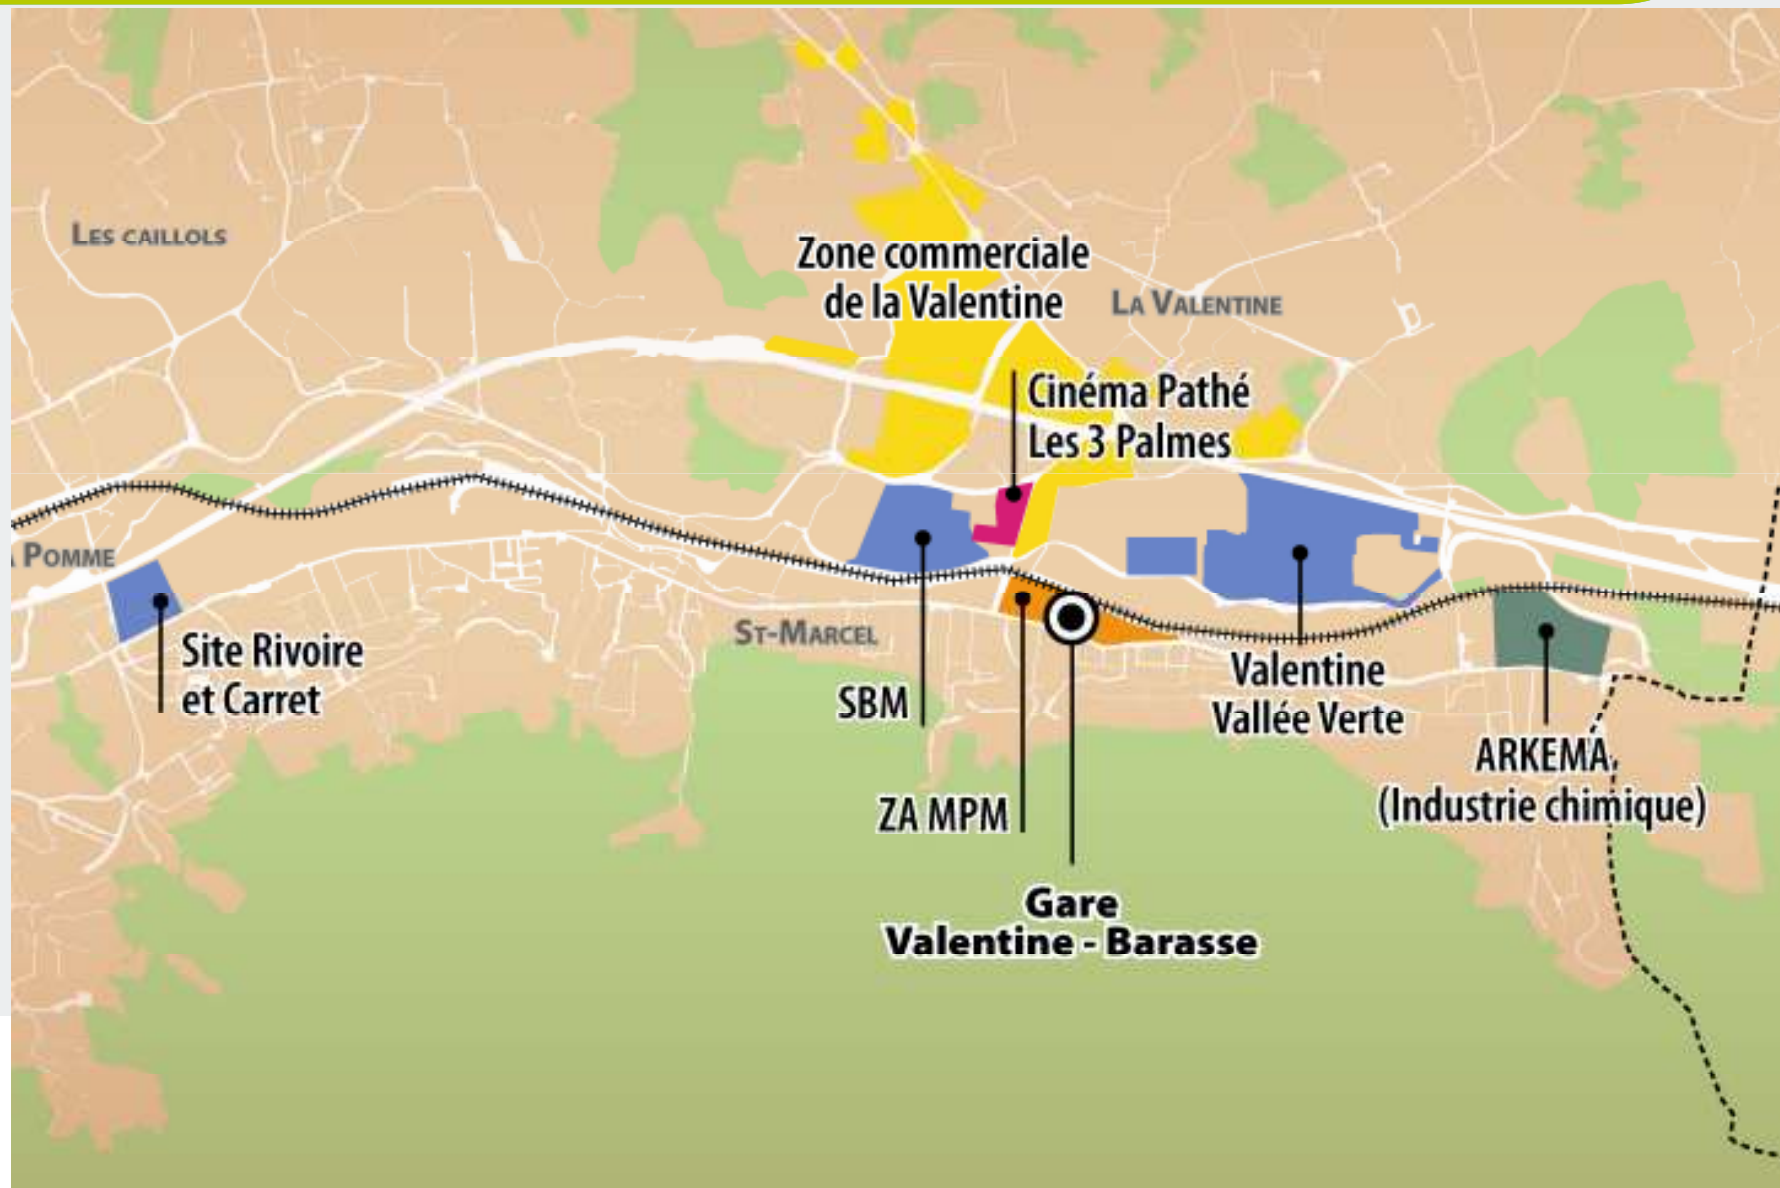 LES CAILLOLS
Zone commerciale
de la Valentine
LA VALENTINE
Cinéma Pathé
Les 3 Palmes
POMME
Site Rivoire
et Carret
ST-MARCEL
SBM
Valentine
Vallée Verte
ARKEMA
(Industrie chimique)
ZA MPM
Gare
Valentine - Barasse